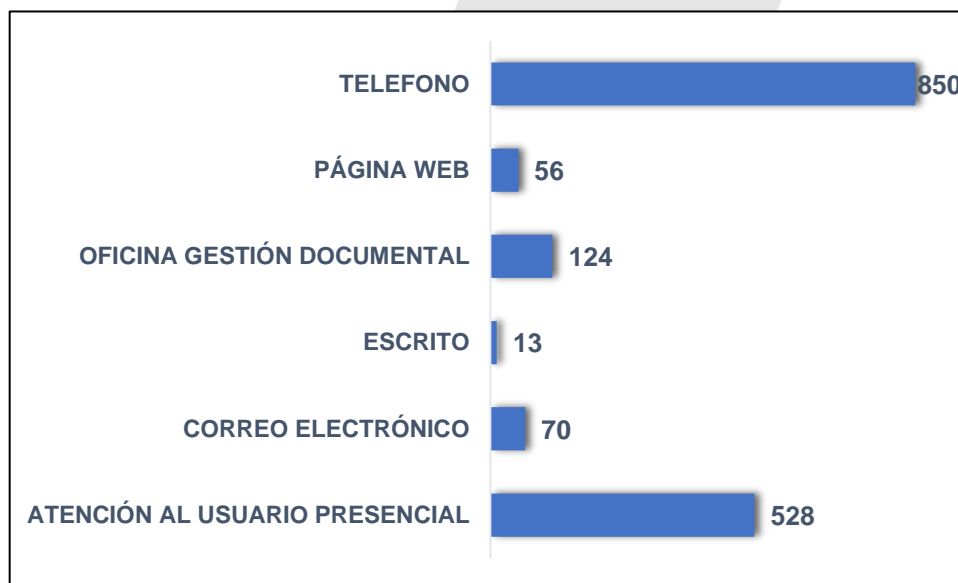 TELEFONO 850
PÁGINA WEB 56
OFICINA GESTIÓN DOCUMENTAL 124
ESCRITO 13
CORREO ELECTRÓNICO 70
ATENCIÓN AL USUARIO PRESENCIAL 528